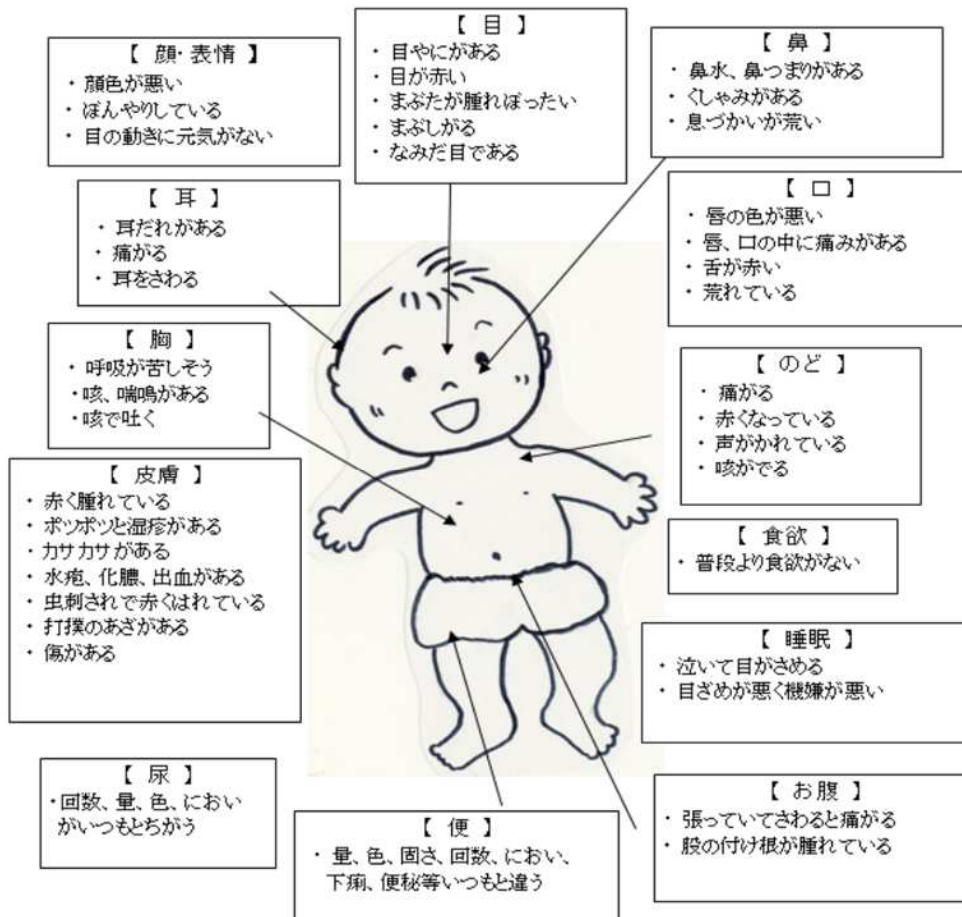 【 顔・表情 】
・ 顔色が悪い
・ ぼんやりしている
・ 目の動きに元気がない
【 目 】
・ 目やにがある
・ 目が赤い
・ まぶたが腫れぼったい
・ まぶしがる
・ なみだ目である
【 鼻 】
・ 鼻水、鼻つまりがある
・ くしゃみがある
・ 息づかいが荒い
【 耳 】
・ 耳だれがある
・ 痛がる
・ 耳をさわる
【 口 】
・ 唇の色が悪い
・ 唇、口の中に痛みがある
・ 舌が赤い
・ 荒れている
【 胸 】
・ 呼吸が苦しそう
・ 咳、喘鳴がある
・ 咳で吐く
【 のど 】
・ 痛がる
・ 赤くなっている
・ 声がかれている
・ 咳がでる
【 皮膚 】
・ 赤く腫れている
・ ポツポツと湿疹がある
・ カサカサがある
・ 水疱、化膿、出血がある
・ 虫刺されで赤くはれている
・ 打撲のあざがある
・ 傷がある
【 食欲 】
・ 普段より食欲がない
【 睡眠 】
・ 泣いて目がさめる
・ 目ざめが悪く機嫌が悪い
【 尿 】
・回数、量、色、におい
がいつもとちがう
【 便 】
・ 量、色、固さ、回数、におい、
下痢、便秘等いつもと違う
【 お腹 】
・ 張っていてさわると痛がる
・ 股の付け根が腫れている